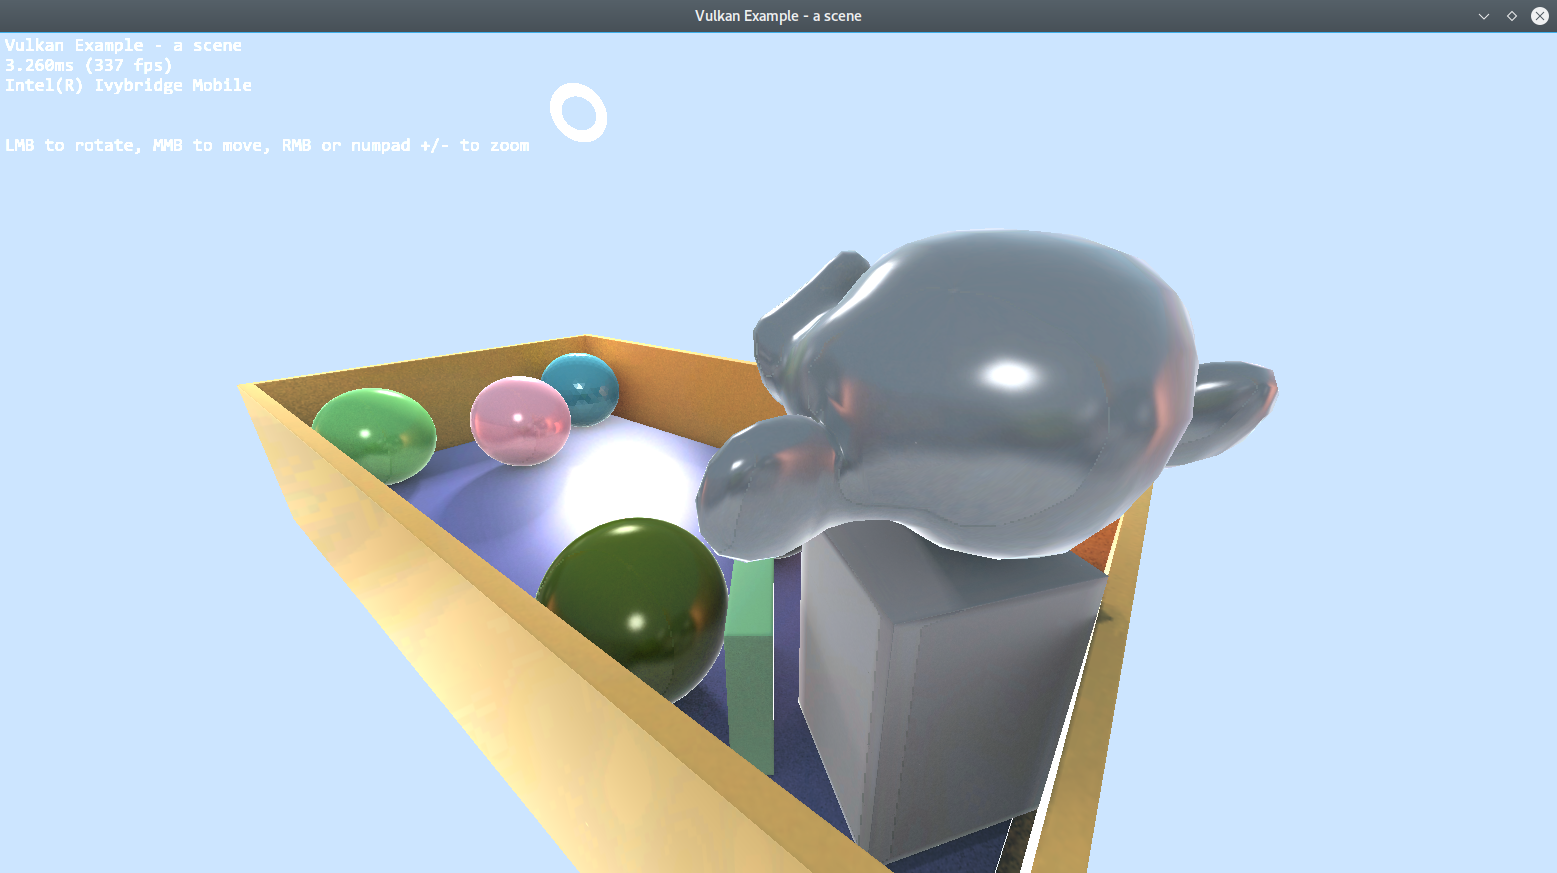 Vulkan Example - a scene
Vulkan Example - a scene
3.260ms (337 fps)
Intel(R) Ivybridge Mobile
LMB to rotate, MMB to move, RMB or numpad +/- to zoom